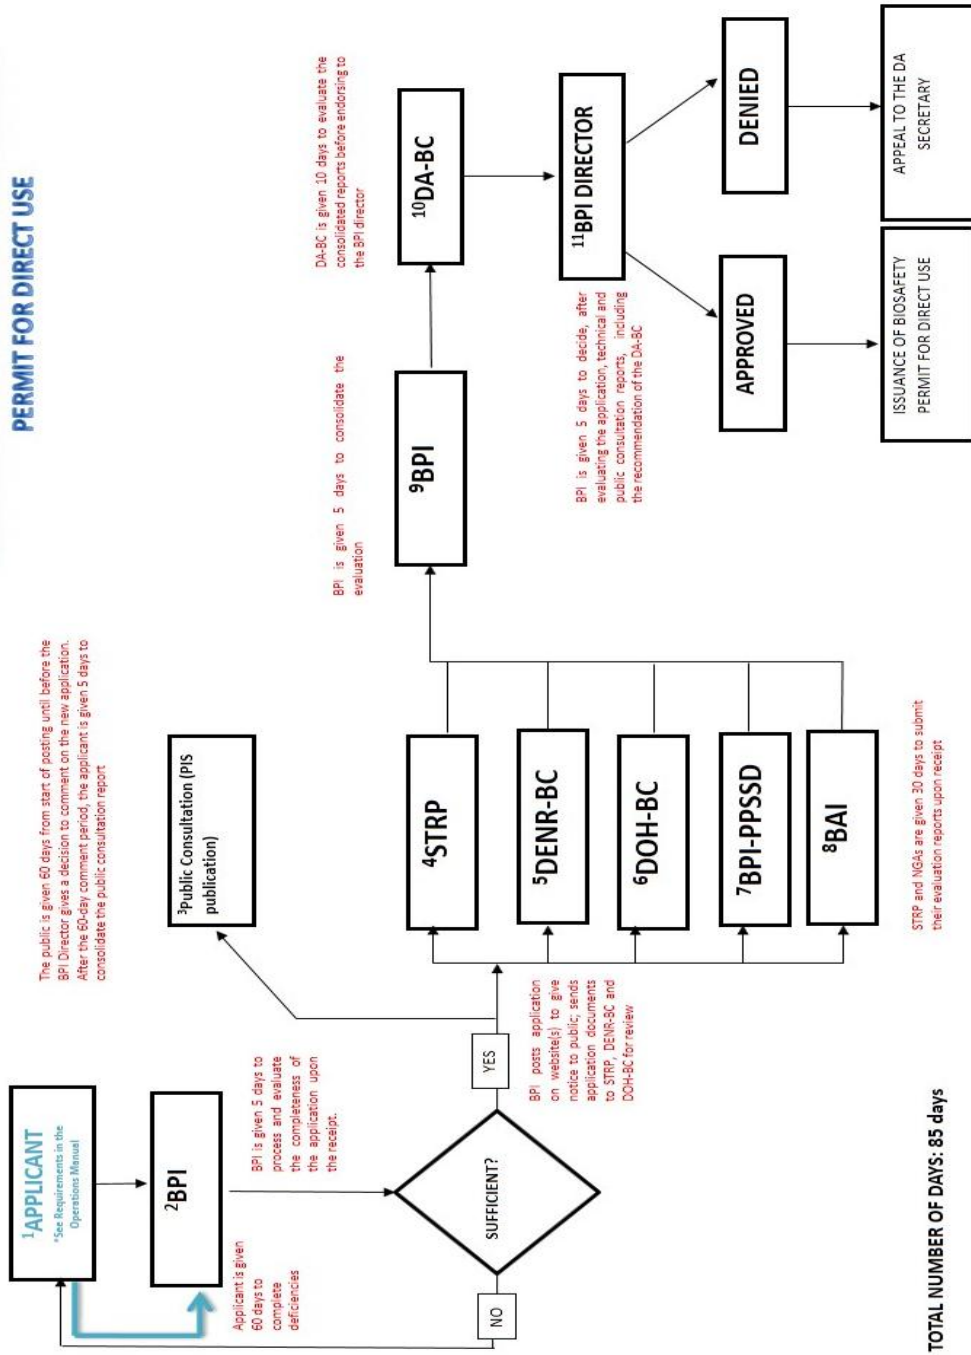 PERMIT FOR DIRECT USE
1APPLICANT
*See Requirements in the
Operations Manual
2BPI
Applicant is given
60 days to
complete
deficiencies
BPI is given 5 days to
process and evaluate
the completeness of
the application upon
the receipt.
SUFFICIENT?
NO
YES
The public is given 60 days from start of posting until before the
BPI Director gives a decision to comment on the new application.
After the 60-day comment period, the applicant is given 5 days to
consolidate the public consultation report
3Public Consultation (PIS
publication)
BPI posts application
on website(s) to give
notice to public; sends
application documents
to STRP, DENR-BC and
DOH-BC for review
4STRP
5DENR-BC
6DOH-BC
7BPI-PPSSD
8BAI
STRP and NGAs are given 30 days to submit
their evaluation reports upon receipt
BPI is given 5 days to consolidate the
evaluation
9BPI
DA-BC is given 10 days to evaluate the
consolidated reports before endorsing to
the BPI director
10DA-BC
11BPI DIRECTOR
BPI is given 5 days to decide, after
evaluating the application, technical and
public consultation reports, including
the recommendation of the DA-BC
APPROVED
DENIED
ISSUANCE OF BIOSAFETY
PERMIT FOR DIRECT USE
APPEAL TO THE DA
SECRETARY
TOTAL NUMBER OF DAYS: 85 days